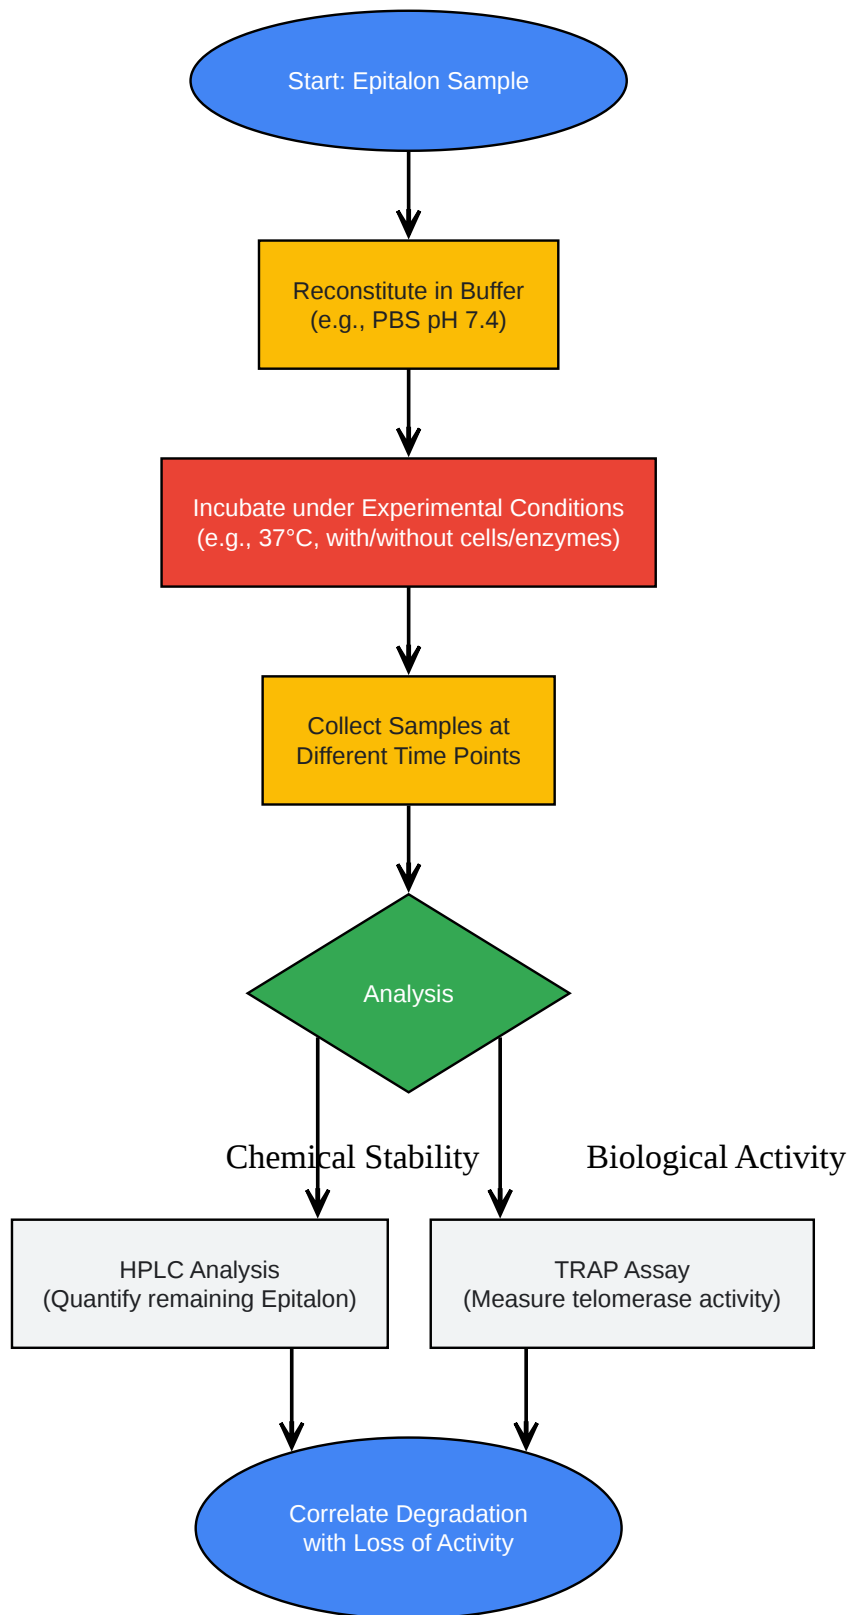 Start: Epitalon Sample
Reconstitute in Buffer
(e.g., PBS pH 7.4)
Incubate under Experimental Conditions
(e.g., 37°C, with/without cells/enzymes)
Collect Samples at
Different Time Points
Analysis
Chemical Stability
Biological Activity
HPLC Analysis
(Quantify remaining Epitalon)
TRAP Assay
(Measure telomerase activity)
Correlate Degradation
with Loss of Activity